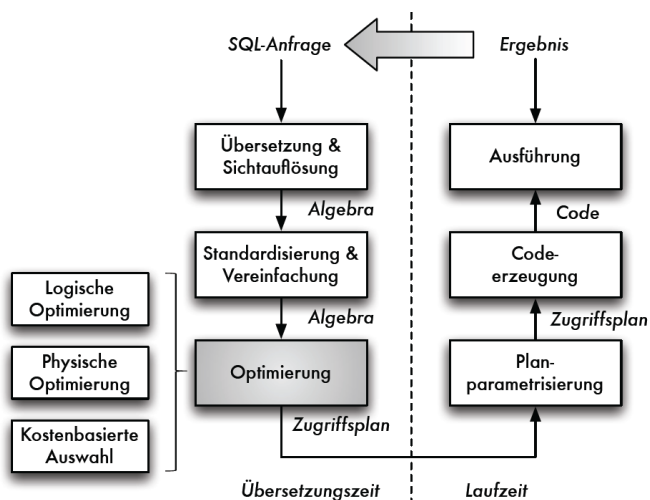 SQL-Anfrage
Ergebnis
Übersetzung &
Sichtauflösung
Ausführung
Algebra
Code
Standardisierung &
Vereinfachung
Code-
erzeugung
Logische
Optimierung
Algebra
Zugriffsplan
Physische
Optimierung
Optimierung
Plan-
parametrisierung
Kostenbasierte
Auswahl
Zugriffsplan
Übersetzungszeit
Laufzeit